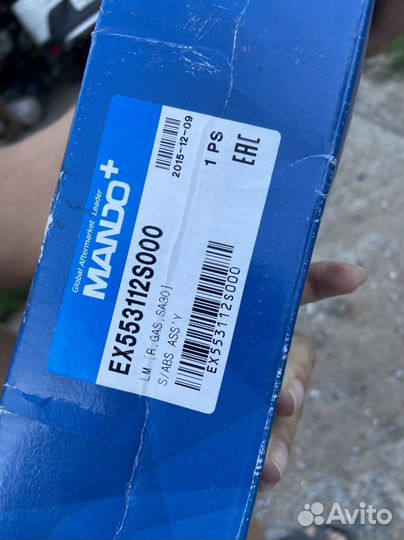 Global Aftermarket Leader
MANDO+
2015-12-09
1 PS
EAC
EX553112S000
LM [R,GAS,SA30]
S/ABS ASS'Y
EX553112S000
Avito